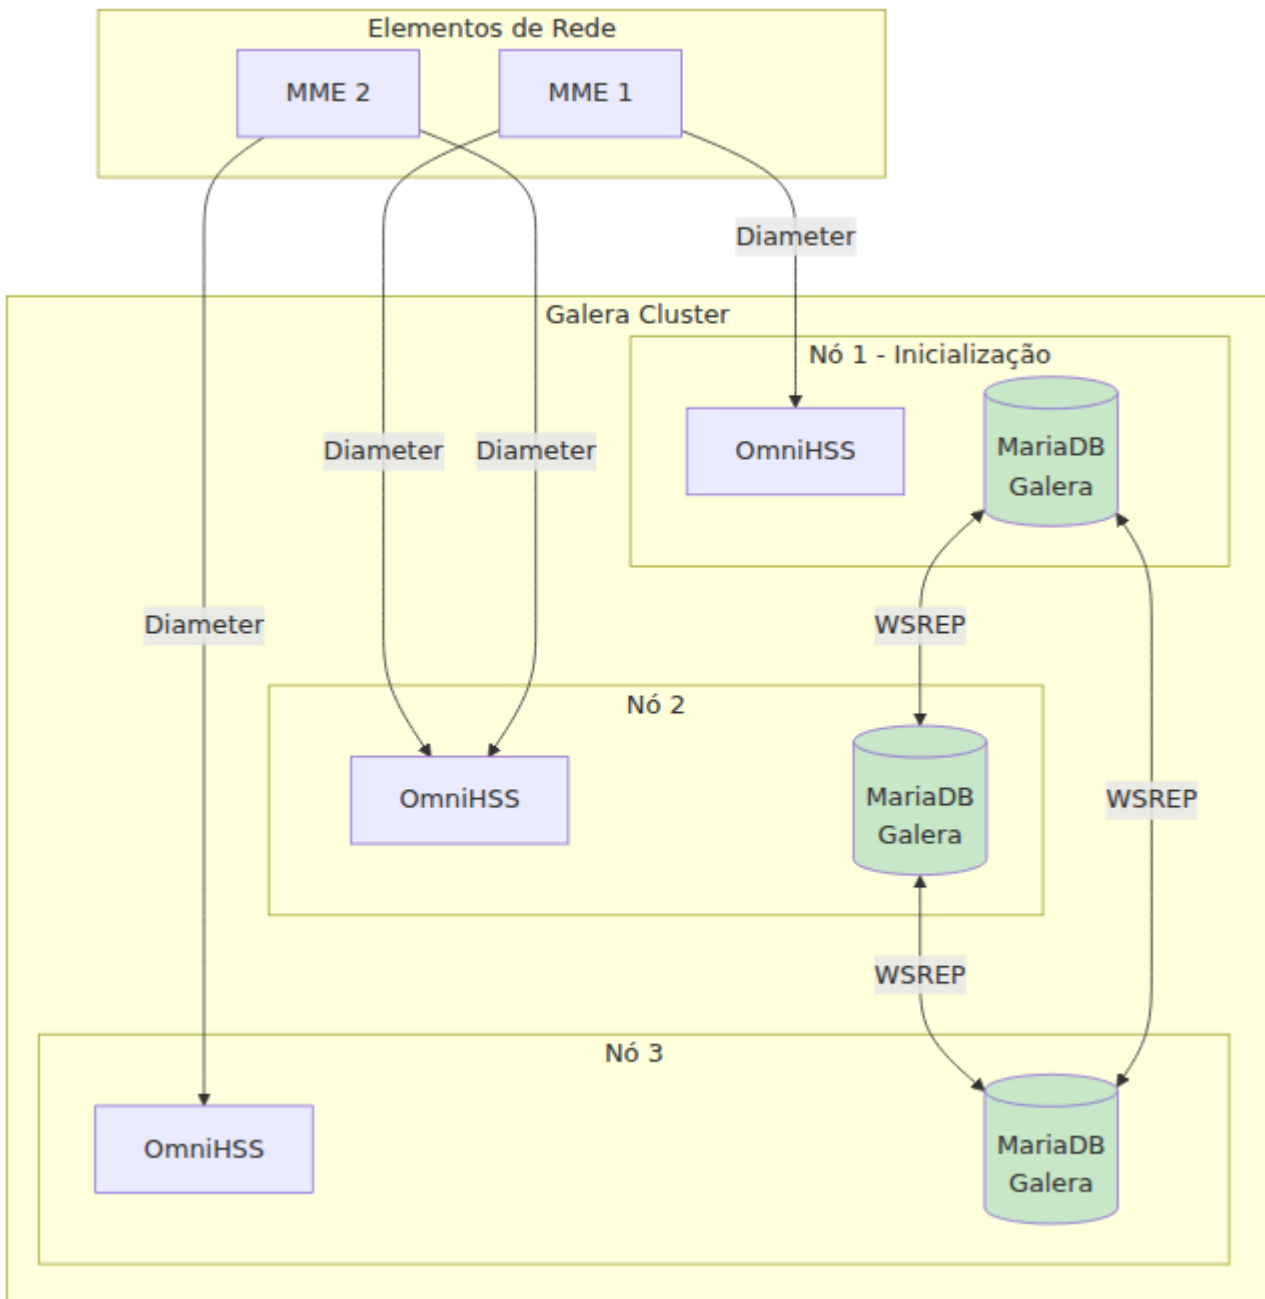 Elementos de Rede
MME 2
MME 1
Diameter
Galera Cluster
Nó 1 - Inicialização
OmniHSS
MariaDB
Galera
Diameter
Diameter
Diameter
WSREP
Nó 2
OmniHSS
MariaDB
Galera
WSREP
WSREP
Nó 3
OmniHSS
MariaDB
Galera